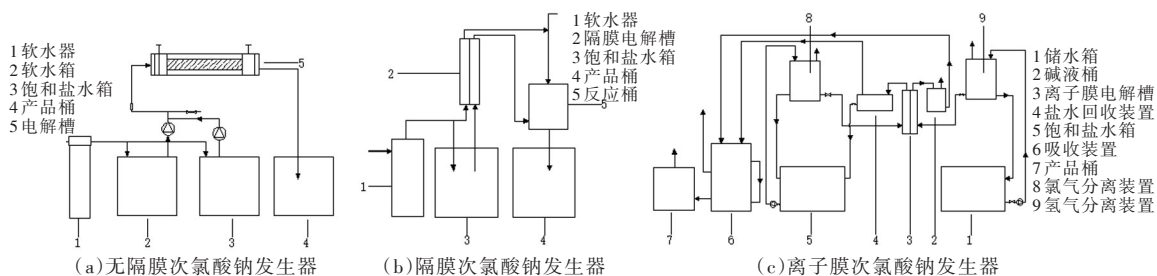 1软水器
2软水箱
3饱和盐水箱
4产品桶
5电解槽
5
1
2
3
4
(a)无隔膜次氯酸钠发生器
1软水器
2隔膜电解槽
3饱和盐水箱
4产品桶
5反应桶
2
5
1
3
4
(b)隔膜次氯酸钠发生器
8
9
1储水箱
2碱液桶
3离子膜电解槽
4盐水回收装置
5饱和盐水箱
6吸收装置
7产品桶
8氯气分离装置
9氢气分离装置
7
6
5
4
3
2
1
(c)离子膜次氯酸钠发生器